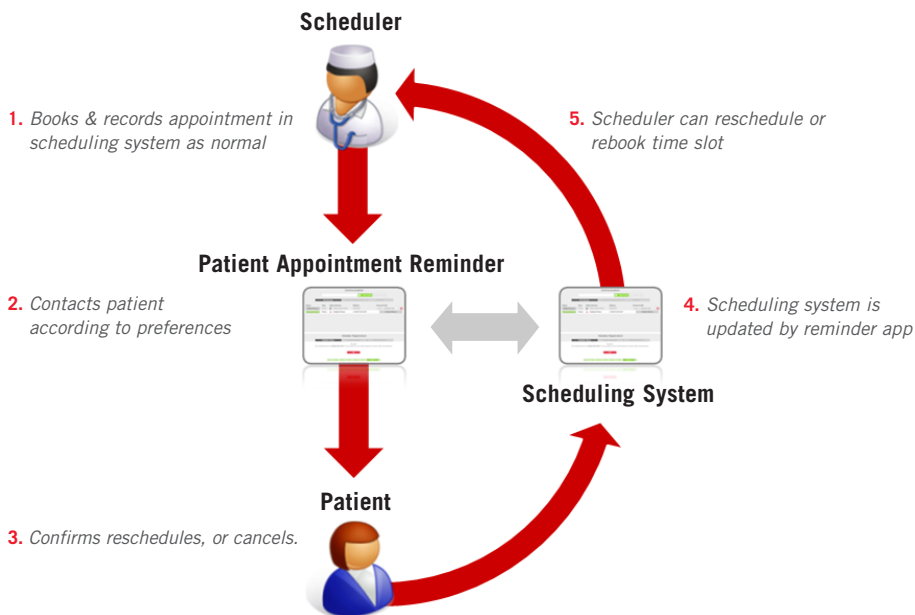 Scheduler
1. Books & records appointment in
scheduling system as normal
5. Scheduler can reschedule or
rebook time slot
Patient Appointment Reminder
2. Contacts patient
according to preferences
4. Scheduling system is
updated by reminder app
Scheduling System
Patient
3. Confirms reschedules, or cancels.